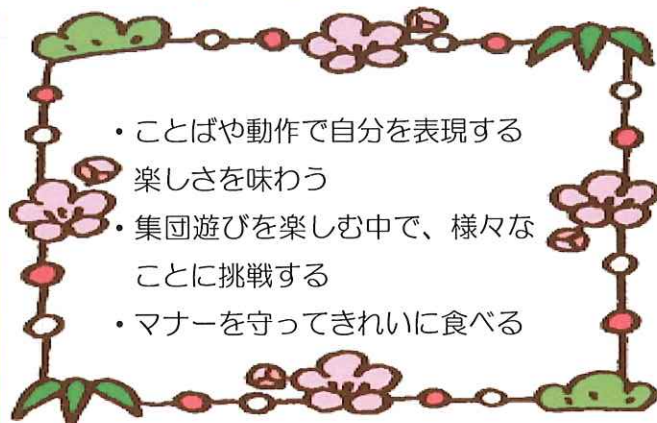 ・ことばや動作で自分を表現する
楽しさを味わう
・集団遊びを楽しむ中で、様々な
ことに挑戦する
・マナーを守ってきれいに食べる